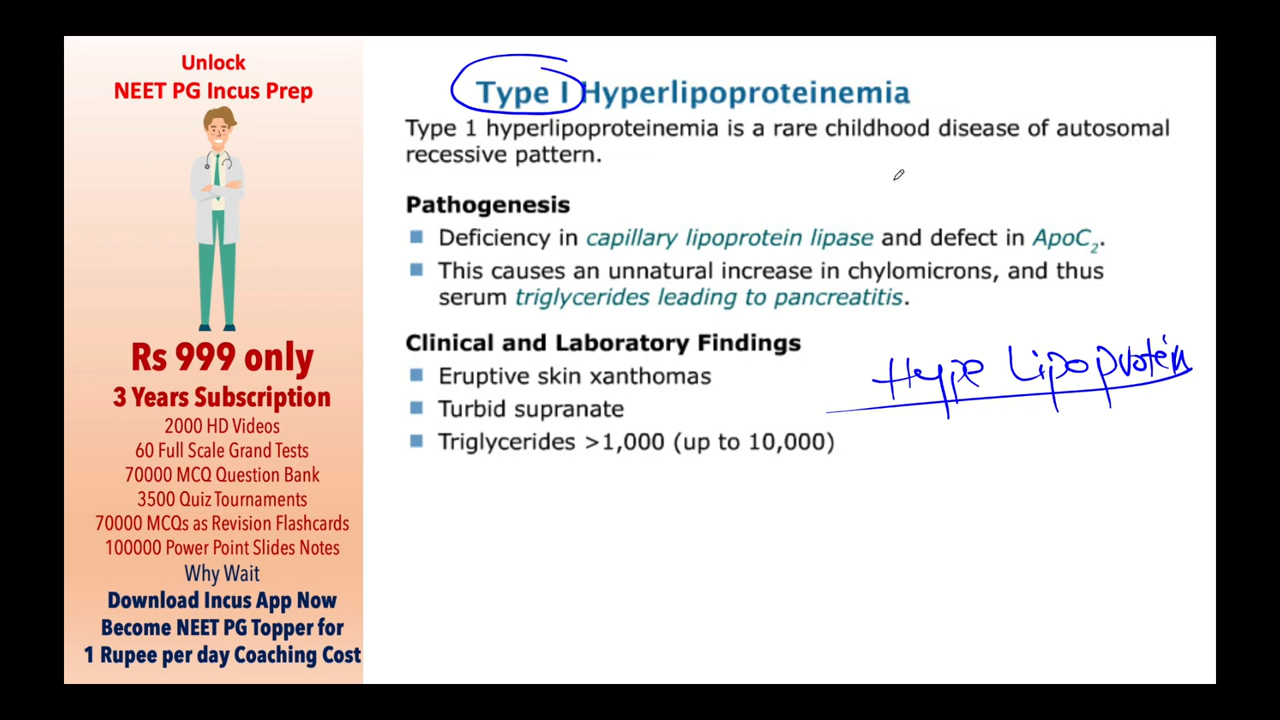 Unlock
NEET PG Incus Prep
Rs 999 only
3 Years Subscription
2000 HD Videos
60 Full Scale Grand Tests
70000 MCQ Question Bank
3500 Quiz Tournaments
70000 MCQs as Revision Flashcards
100000 Power Point Slides Notes
Why Wait
Download Incus App Now
Become NEET PG Topper for
1 Rupee per day Coaching Cost
Type I Hyperlipoproteinemia
Type 1 hyperlipoproteinemia is a rare childhood disease of autosomal
recessive pattern.
Pathogenesis
Deficiency in capillary lipoprotein lipase and defect in ApoC₂.
This causes an unnatural increase in chylomicrons, and thus
serum triglycerides leading to pancreatitis.
Clinical and Laboratory Findings
Eruptive skin xanthomas
Turbid supranate
Triglycerides >1,000 (up to 10,000)
Hype Lipoprotein